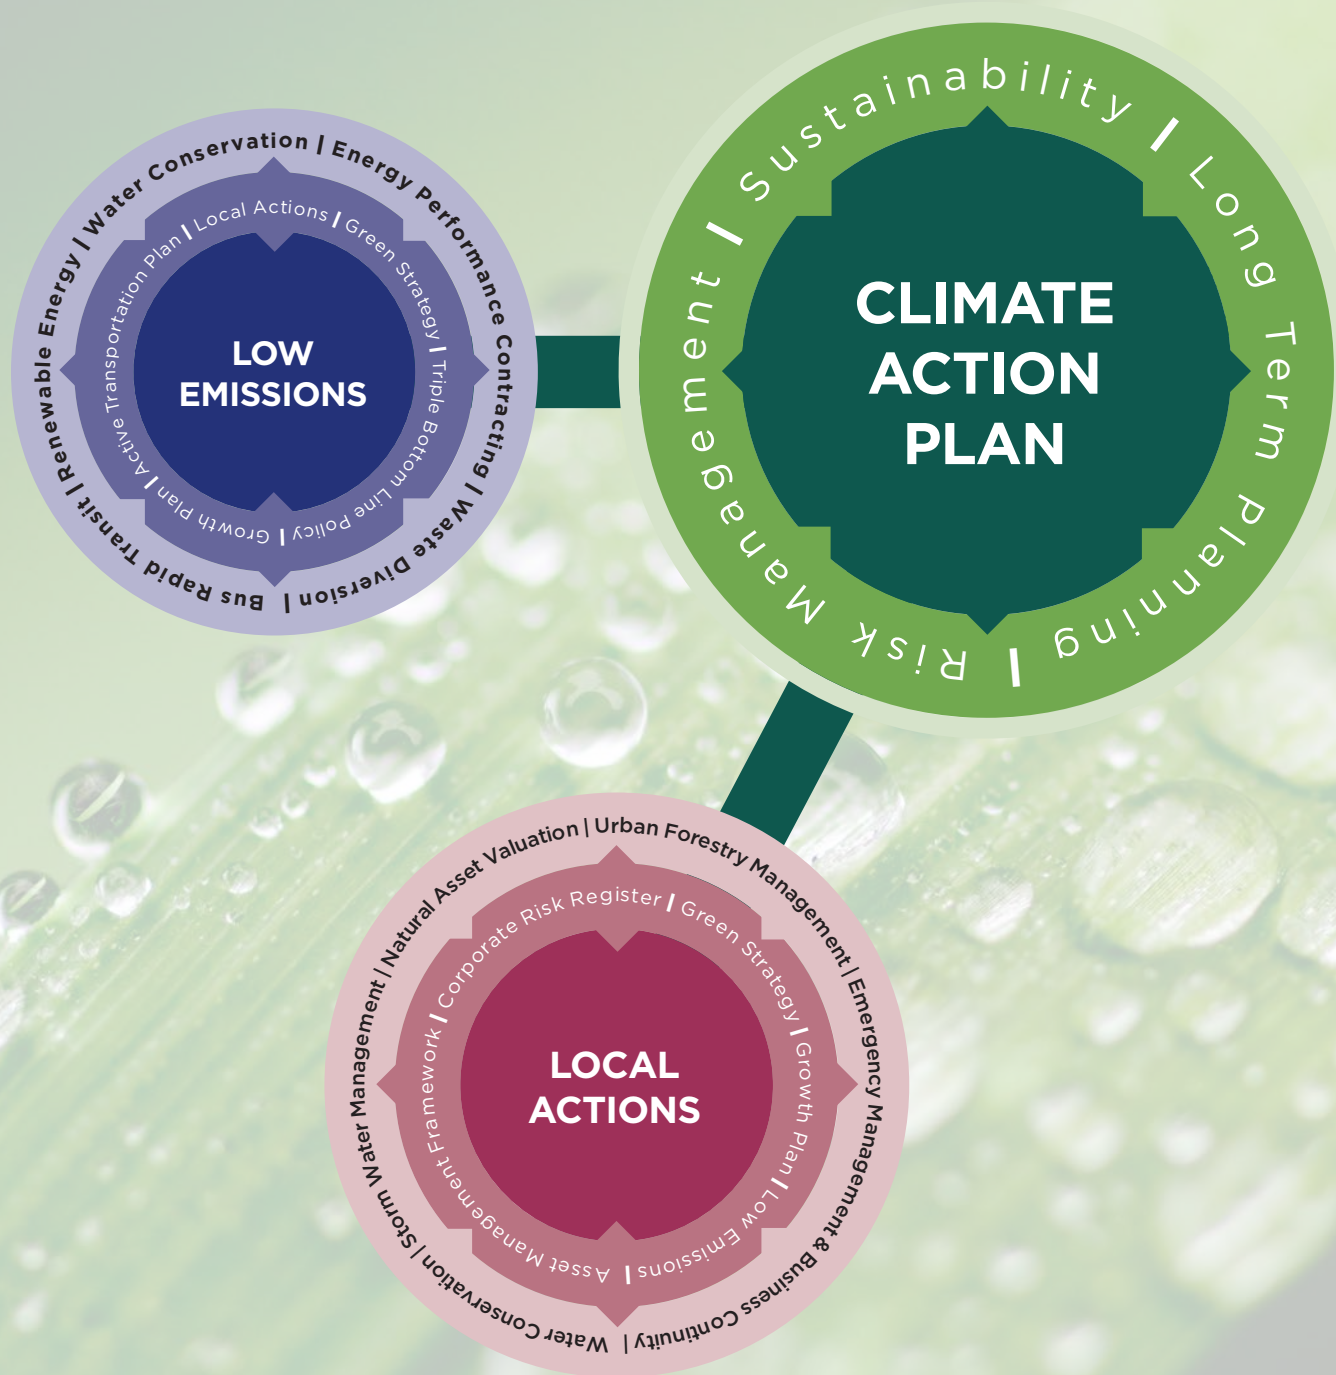 CLIMATE
ACTION
PLAN
Sustainability | Long Term Planning | Risk Management |
LOW
EMISSIONS
Local Actions | Green Strategy | Triple Bottom Line Policy | Growth Plan | Active Transportation Plan |
Water Conservation | Energy Performance Contracting | Waste Diversion | Bus Rapid Transit | Renewable Energy |
LOCAL
ACTIONS
Corporate Risk Register | Green Strategy | Growth Plan | Low Emissions | Asset Management Framework |
Natural Asset Valuation | Urban Forestry Management | Emergency Management & Business Continuity | Water Conservation | Storm Water Management |